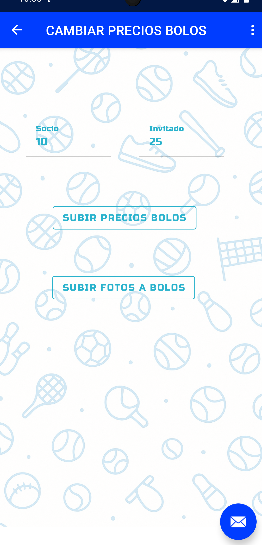 CAMBIAR PRECIOS BOLOS
Socio Invitado
10 25
SUBIR PRECIOS BOLOS
SUBIR FOTOS A BOLOS